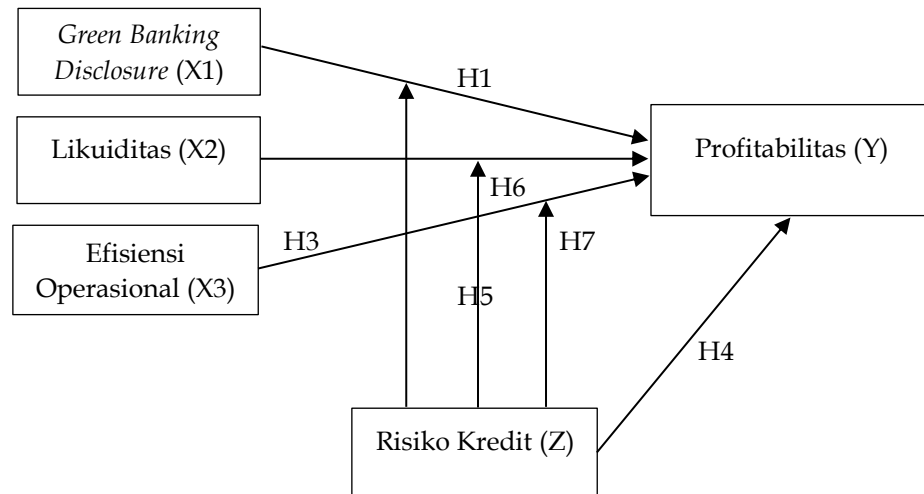 Green Banking
Disclosure (X1)
H1
Likuiditas (X2)
Profitabilitas (Y)
H6
H3
Efisiensi
Operasional (X3)
H7
H5
H4
Risiko Kredit (Z)